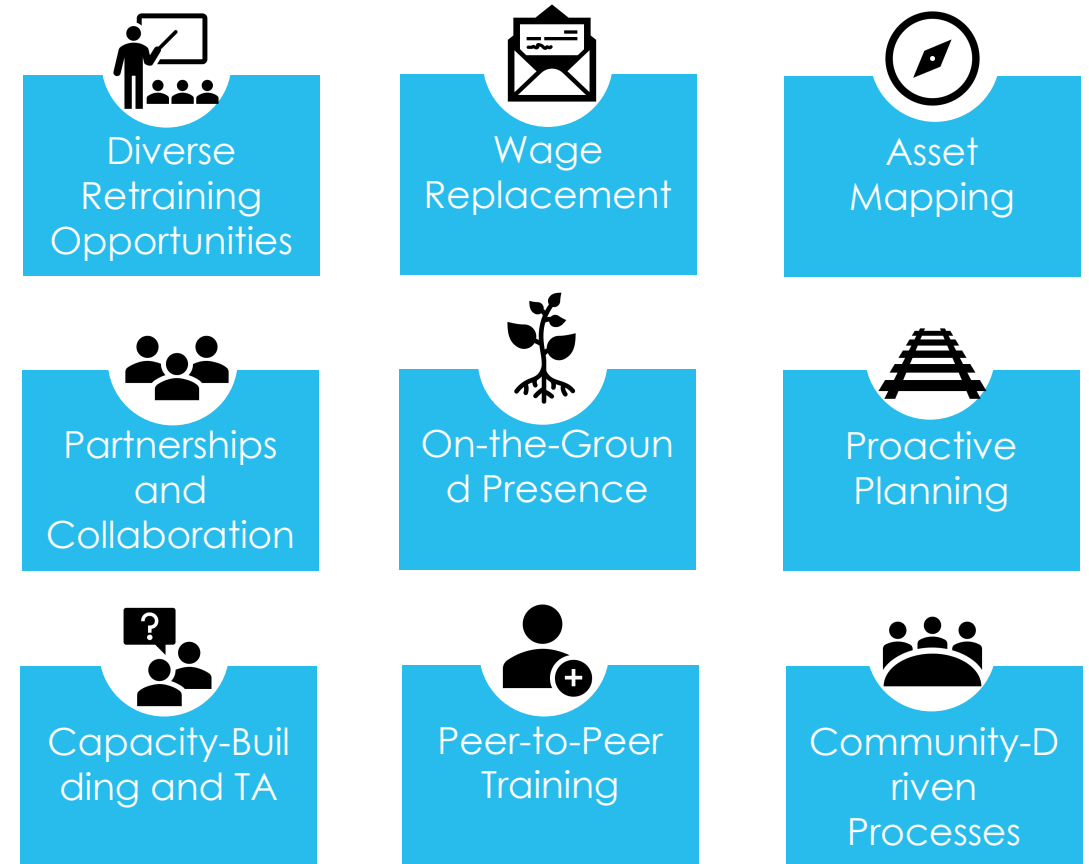 Diverse
Retraining
Opportunities
Wage
Replacement
Asset
Mapping
Partnerships
and
Collaboration
On-the-Groun
d Presence
Proactive
Planning
?
Capacity-Buil
ding and TA
+
Peer-to-Peer
Training
Community-D
riven
Processes